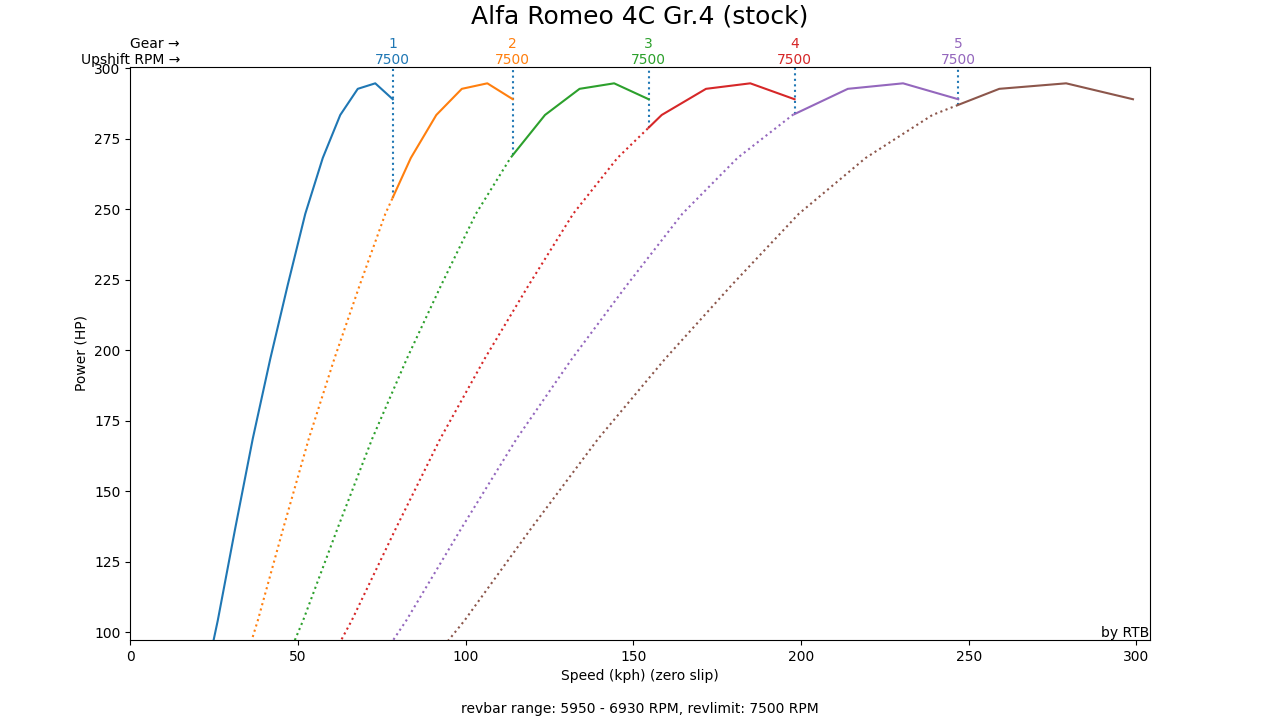 Alfa Romeo 4C Gr.4 (stock)
Gear → 1 2 3 4 5
Upshift RPM → 7500 7500 7500 7500 7500
300
275
250
225
200
175
150
125
100
Power (HP)
by RTB
0 50 100 150 200 250 300
Speed (kph) (zero slip)
revbar range: 5950 - 6930 RPM, revlimit: 7500 RPM